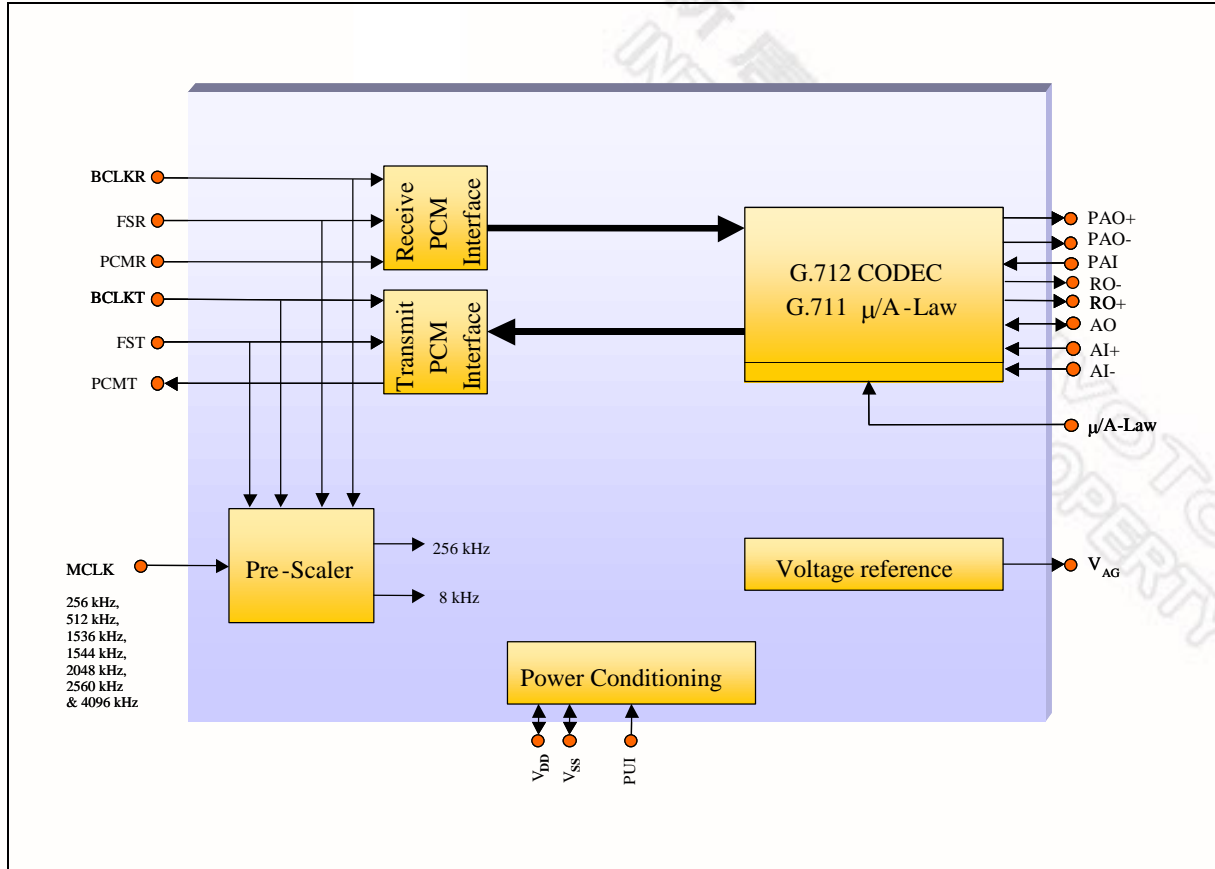 BCLKR
FSR
PCMR
BCLKT
FST
PCMT
Receive
PCM
Interface
Transmit
PCM
Interface
G.712 CODEC
G.711 μ/A-Law
PAO+
PAO-
PAI
RO-
RO+
AO
AI+
AI-
μ/A-Law
MCLK
256 kHz,
512 kHz,
1536 kHz,
1544 kHz,
2048 kHz,
2560 kHz
& 4096 kHz
Pre-Scaler
256 kHz
8 kHz
Voltage reference
VAG
Power Conditioning
VDD
VSS
PUI